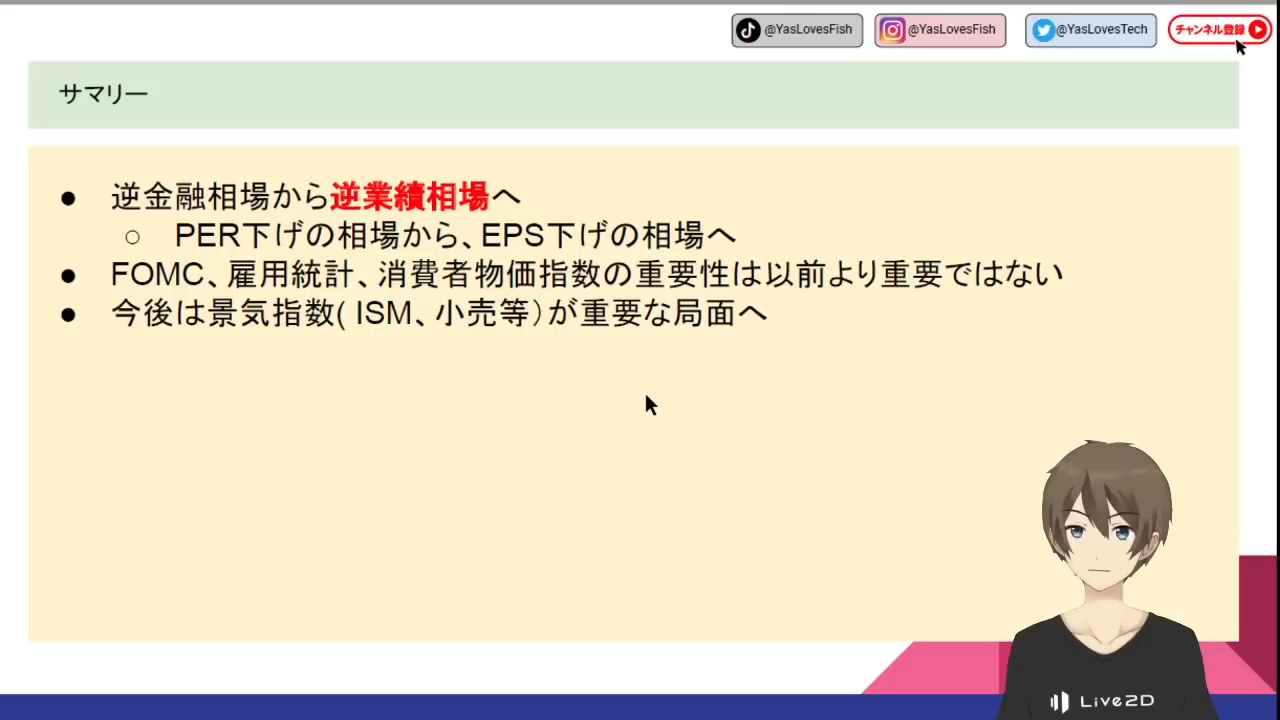 @YasLovesFish
@YasLovesFish
@YasLovesTech
チャンネル登録
サマリー
● 逆金融相場から逆業績相場へ
○ PER下げの相場から、EPS下げの相場へ
● FOMC、雇用統計、消費者物価指数の重要性は以前より重要ではない
● 今後は景気指数( ISM、小売等）が重要な局面へ
Live2D